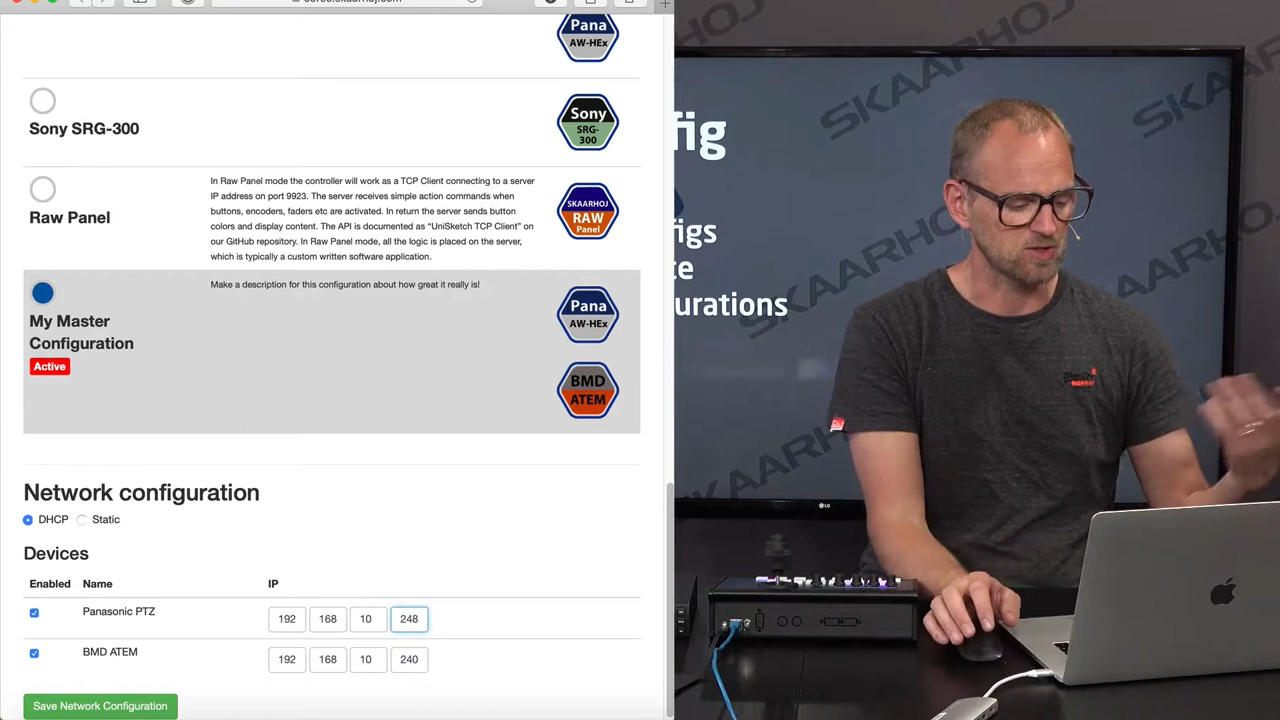 Pana
AW-HEx
Sony SRG-300
Sony
SRG-
300
Raw Panel
In Raw Panel mode the controller will work as a TCP Client connecting to a server
IP address on port 9923. The server receives simple action commands when
buttons, encoders, faders etc are activated. In return the server sends button
colors and display content. The API is documented as “UniSketch TCP Client” on
our GitHub repository. In Raw Panel mode, all the logic is placed on the server,
which is typically a custom written software application.
SKAARHOJ
RAW
Panel
My Master
Configuration
Active
Make a description for this configuration about how great it really is!
Pana
AW-HEx
BMD
ATEM
Network configuration
DHCP
Static
Devices
Enabled
Name
IP
Panasonic PTZ
192
168
10
248
BMD ATEM
192
168
10
240
Save Network Configuration
fig
figs
te
urations
SKAARHOJ
SKAARHOJ
SKAARHOJ
LG